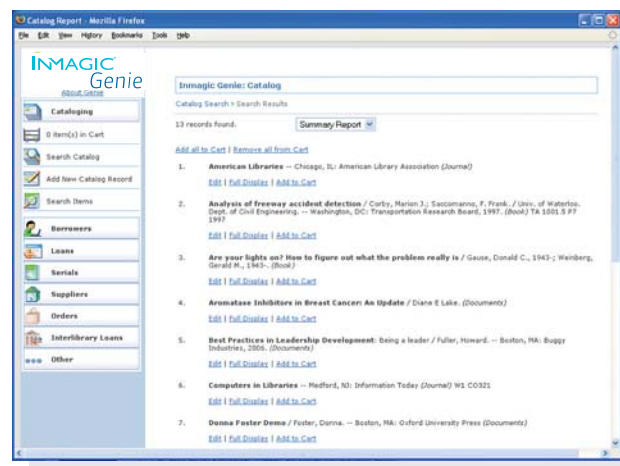 Catalog Report - Mozilla Firefox
File Edit View History Bookmarks Tools Help
INMAGIC
Genie
About Genie
Cataloging
0 item(s) in Cart
Search Catalog
Add New Catalog Record
Search Items
Borrowers
Loans
Serials
Suppliers
Orders
Interlibrary Loans
Other
Inmagic Genie: Catalog
Catalog Search > Search Results
13 records found. Summary Report
Add all to Cart | Remove all from Cart
1. American Libraries -- Chicago, IL: American Library Association (Journal)
Edit | Full Display | Add to Cart
2. Analysis of freeway accident detection / Corby, Marion J.; Saccomanno, F. Frank. / Univ. of Waterloo.
Dept. of Civil Engineering. -- Washington, DC: Transportation Research Board, 1997. (Book) TA 1001.5 P7
1997
Edit | Full Display | Add to Cart
3. Are your lights on? How to figure out what the problem really is / Gause, Donald C., 1943-; Weinberg,
Gerald M., 1943-. (Book)
Edit | Full Display | Add to Cart
4. Aromatase Inhibitors in Breast Cancer: An Update / Diane E Lake. (Documents)
Edit | Full Display | Add to Cart
5. Best Practices in Leadership Development: Being a leader / Fuller, Howard. -- Boston, MA: Buggy
Industries, 2006. (Documents)
Edit | Full Display | Add to Cart
6. Computers in Libraries -- Medford, NJ: Information Today (Journal) W1 CO321
Edit | Full Display | Add to Cart
7. Donna Foster Demo / Foster, Donna. -- Boston, MA: Oxford University Press (Documents)
Edit | Full Display | Add to Cart